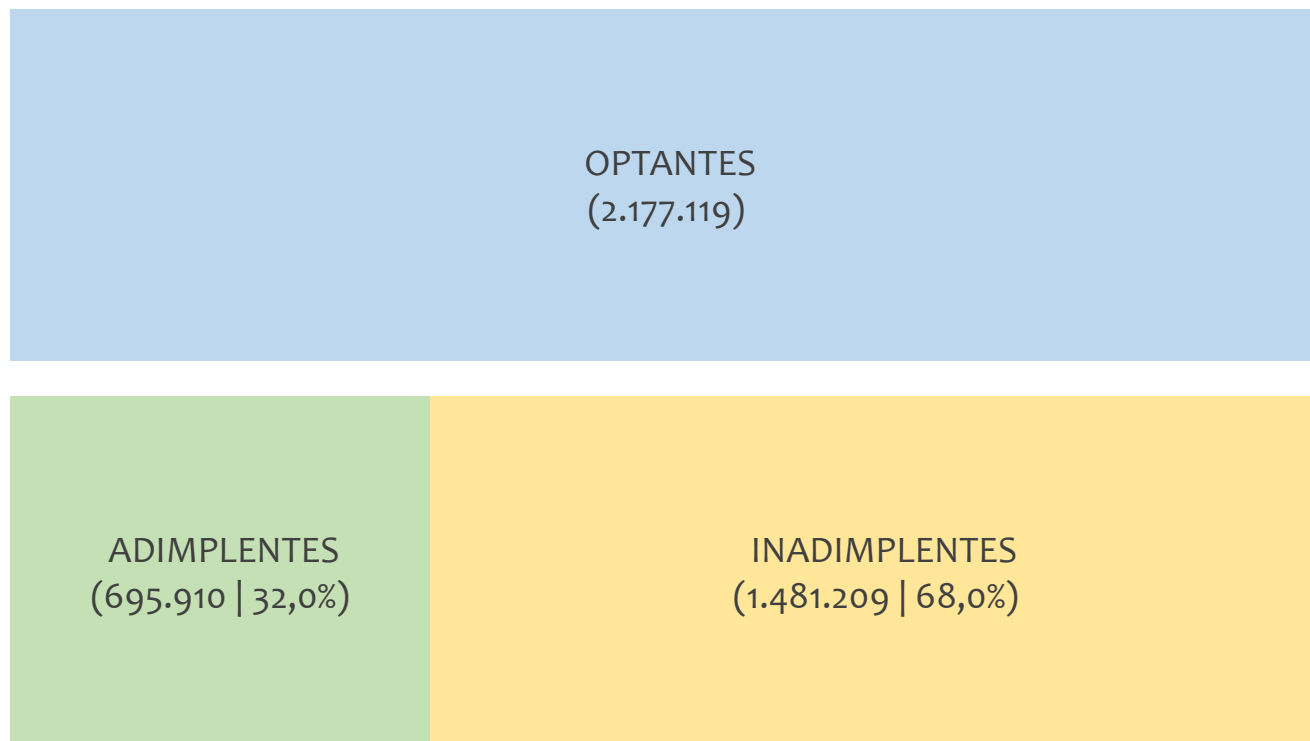 OPTANTES
(2.177.119)
ADIMPLENTES
(695.910 | 32,0%)
INADIMPLENTES
(1.481.209 | 68,0%)